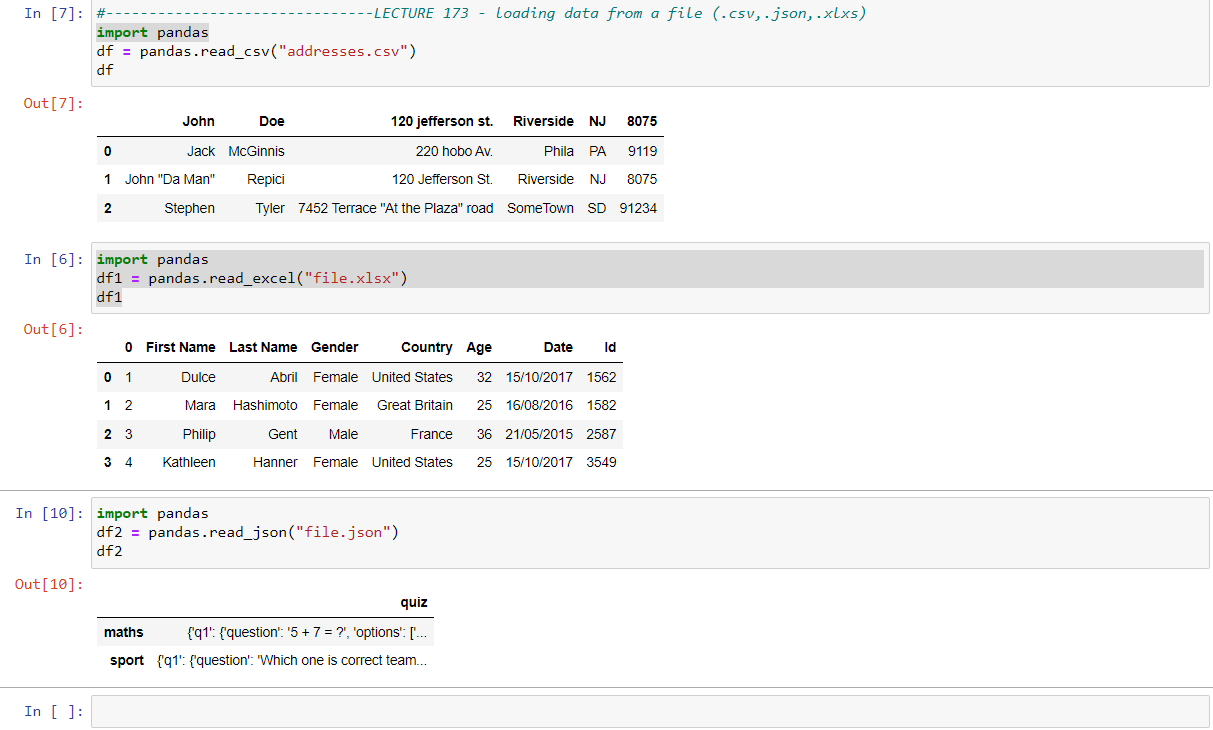 In [7]: #-------------------------------LECTURE 173 - loading data from a file (.csv,.json,.xlxs)
import pandas
df = pandas.read_csv("addresses.csv")
df
Out[7]:
John Doe 120 jefferson st. Riverside NJ 8075
0 Jack McGinnis 220 hobo Av. Phila PA 9119
1 John "Da Man" Repici 120 Jefferson St. Riverside NJ 8075
2 Stephen Tyler 7452 Terrace "At the Plaza" road SomeTown SD 91234
In [6]: import pandas
df1 = pandas.read_excel("file.xlsx")
df1
Out[6]:
0 First Name Last Name Gender Country Age Date Id
0 1 Dulce Abril Female United States 32 15/10/2017 1562
1 2 Mara Hashimoto Female Great Britain 25 16/08/2016 1582
2 3 Philip Gent Male France 36 21/05/2015 2587
3 4 Kathleen Hanner Female United States 25 15/10/2017 3549
In [10]: import pandas
df2 = pandas.read_json("file.json")
df2
Out[10]:
quiz
maths {'q1': {'question': '5 + 7 = ?', 'options': ['...
sport {'q1': {'question': 'Which one is correct team...
In [ ]: